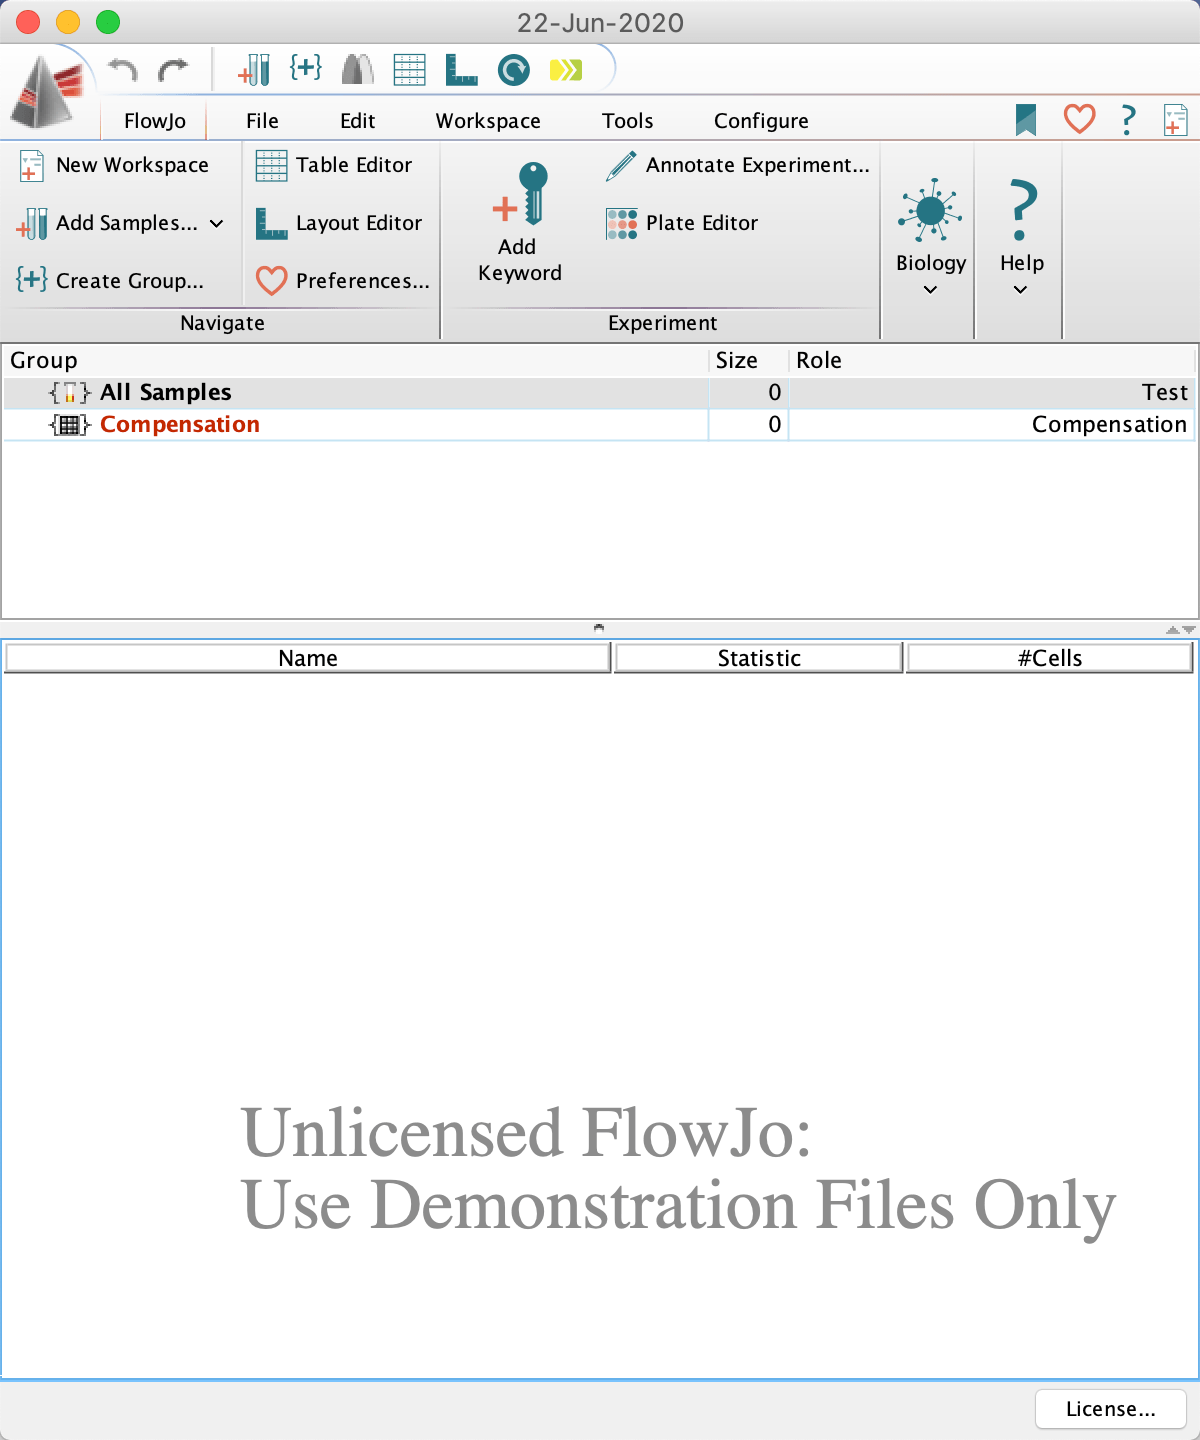 22-Jun-2020
FlowJo File Edit Workspace Tools Configure
New Workspace Table Editor Annotate Experiment...
Add Samples... Layout Editor Add Keyword Plate Editor
Create Group... Preferences... Biology Help
Navigate Experiment
Group Size Role
All Samples 0 Test
Compensation 0 Compensation
Name Statistic #Cells
Unlicensed FlowJo:
Use Demonstration Files Only
License...